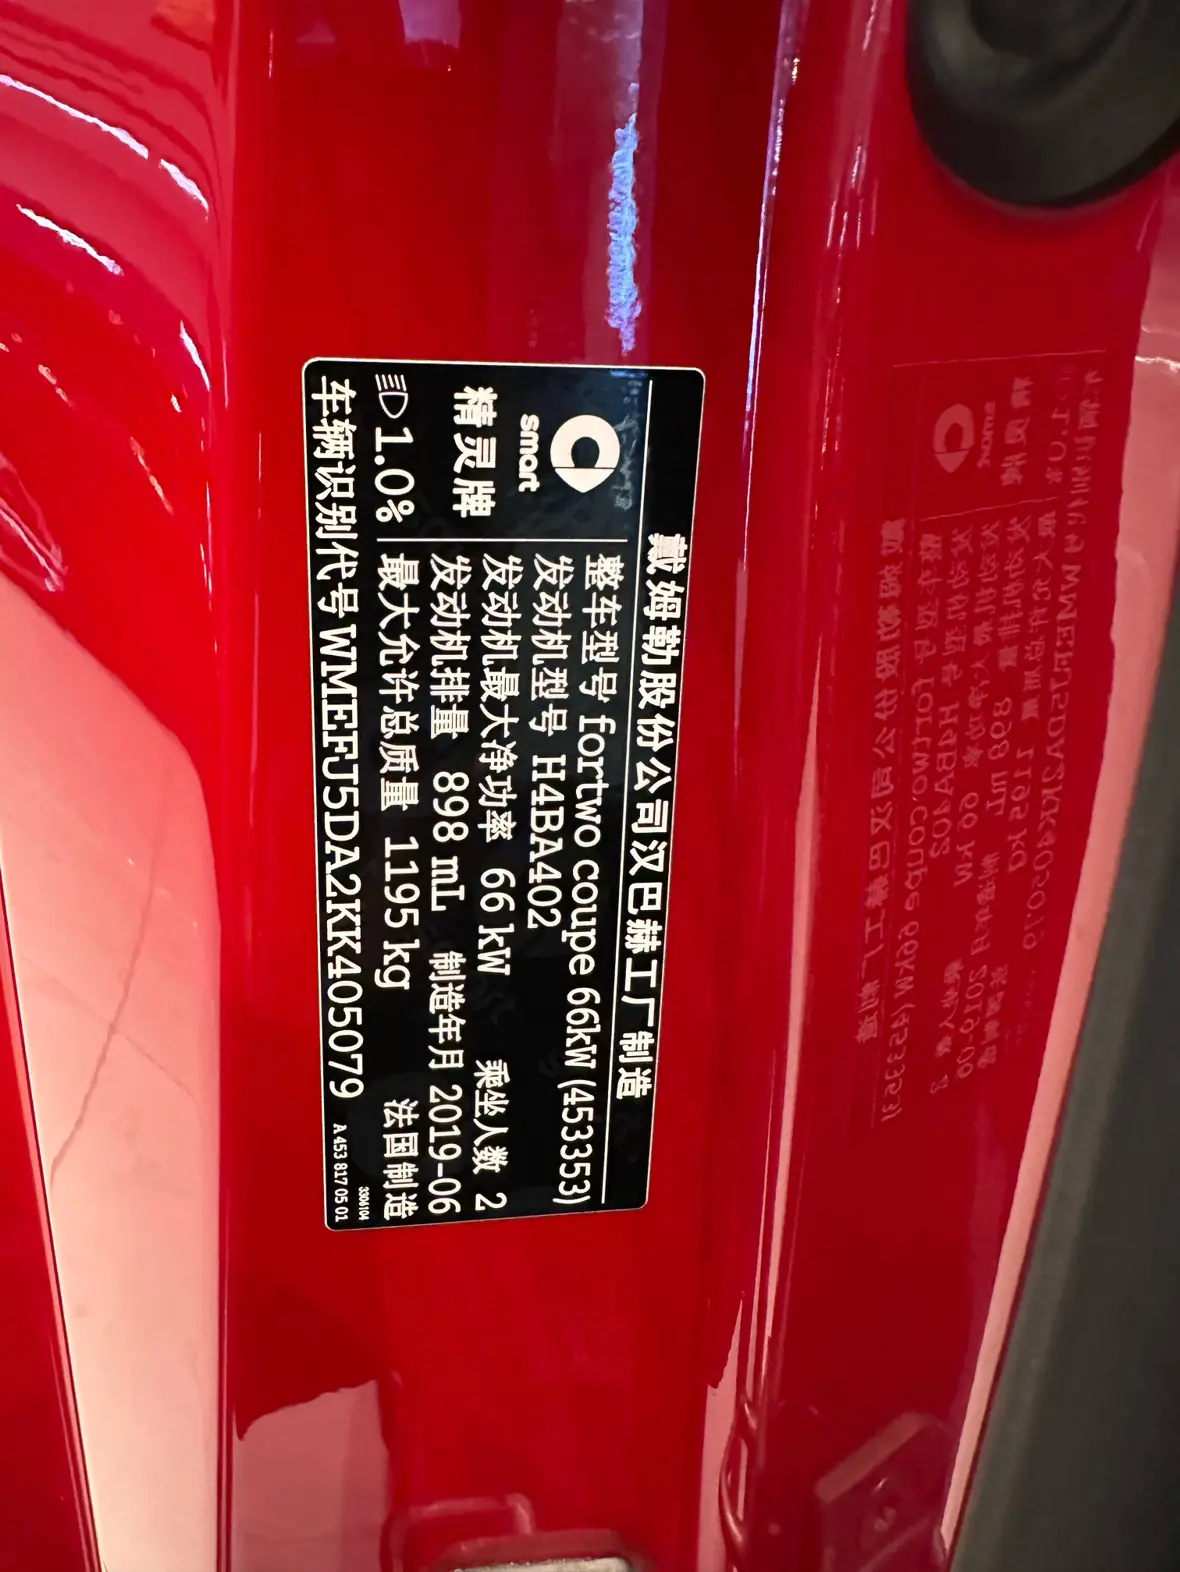 戴姆勒股份公司汉巴赫工厂制造
smart
精灵牌
1.0%
整车型号 fortwo coupe 66kW (453353)
发动机型号 H4BA402
发动机最大净功率 66 kW 乘坐人数 2
发动机排量 898 mL 制造年月 2019-06
最大允许总质量 1195 kg 法国制造
车辆识别代号 WMEFJ5DA2KK405079
3304104
A 453 817 05 01